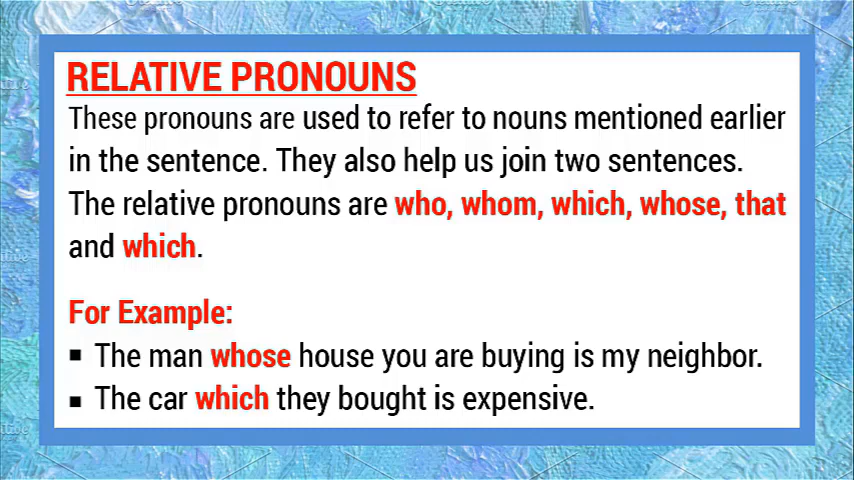 RELATIVE PRONOUNS
These pronouns are used to refer to nouns mentioned earlier
in the sentence. They also help us join two sentences.
The relative pronouns are who, whom, which, whose, that
and which.
For Example:
▪ The man whose house you are buying is my neighbor.
▪ The car which they bought is expensive.